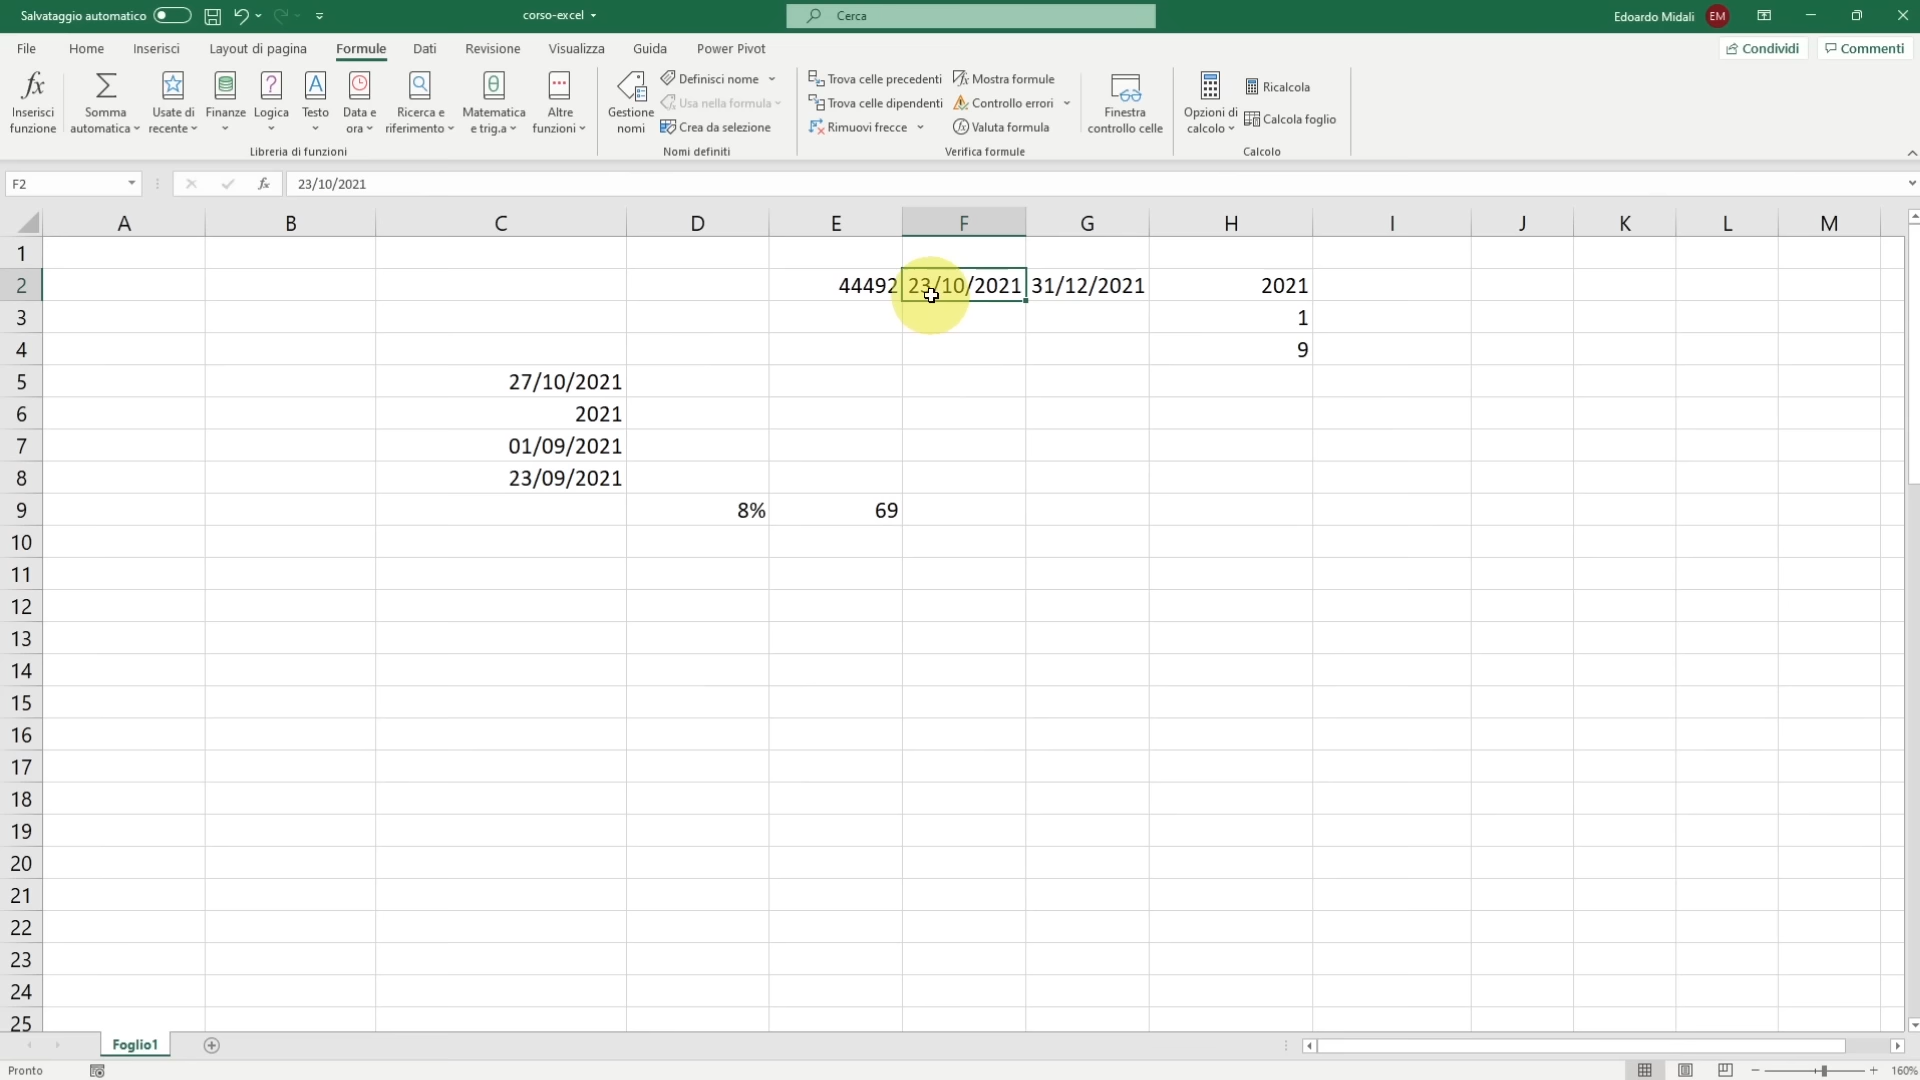 Salvataggio automatico
corso-excel
Cerca
Edoardo Midali EM
File Home Inserisci Layout di pagina Formule Dati Revisione Visualizza Guida Power Pivot
Condividi Commenti
fx Inserisci funzione
Somma automatica
Usate di recente
Finanze
Logica
Testo
Data e ora
Ricerca e riferimento
Matematica e trig.a
Altre funzioni
Libreria di funzioni
Gestione nomi
Definisci nome
Usa nella formula
Crea da selezione
Nomi definiti
Trova celle precedenti
Trova celle dipendenti
Rimuovi frecce
Mostra formule
Controllo errori
Valuta formula
Verifica formule
Finestra controllo celle
Opzioni di calcolo
Ricalcola
Calcola foglio
Calcolo
F2 fx 23/10/2021
A B C D E F G H I J K L M
1
2 44492 23/10/2021 31/12/2021 2021
3 1
4 9
5 27/10/2021
6 2021
7 01/09/2021
8 23/09/2021
9 8% 69
10
11
12
13
14
15
16
17
18
19
20
21
22
23
24
25
Foglio1
Pronto
160%